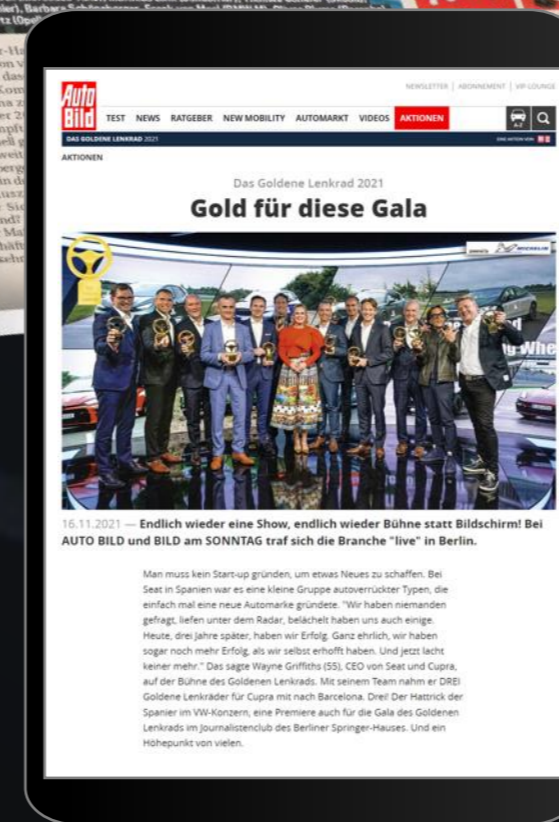 Auto
Bild
NEWSLETTER | ABONNEMENT | VIP-LOUNGE
TEST NEWS RATGEBER NEW MOBILITY AUTOMARKT VIDEOS AKTIONEN
A-Z
DAS GOLDENE LENKRAD 2021
EINE AKTION VON
AKTIONEN
Das Goldene Lenkrad 2021
Gold für diese Gala
MICHELIN
16.11.2021 — Endlich wieder eine Show, endlich wieder Bühne statt Bildschirm! Bei
AUTO BILD und BILD am SONNTAG traf sich die Branche "live" in Berlin.
Man muss kein Start-up gründen, um etwas Neues zu schaffen. Bei
Seat in Spanien war es eine kleine Gruppe autoverrückter Typen, die
einfach mal eine neue Automarke gründete. "Wir haben niemanden
gefragt, liefen unter dem Radar, belächelt haben uns auch einige.
Heute, drei Jahre später, haben wir Erfolg. Ganz ehrlich, wir haben
sogar noch mehr Erfolg, als wir selbst erhofft haben. Und jetzt lacht
keiner mehr." Das sagte Wayne Griffiths (55), CEO von Seat und Cupra,
auf der Bühne des Goldenen Lenkrads. Mit seinem Team nahm er DREI
Goldene Lenkräder für Cupra mit nach Barcelona. Drei! Der Hattrick der
Spanier im VW-Konzern, eine Premiere auch für die Gala des Goldenen
Lenkrads im Journalistenclub des Berliner Springer-Hauses. Und ein
Höhepunkt von vielen.